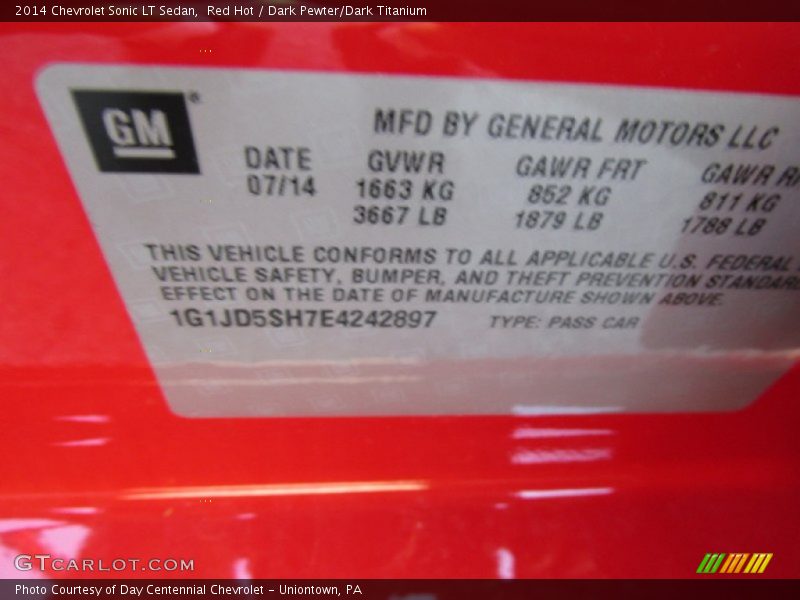 2014 Chevrolet Sonic LT Sedan,  Red Hot / Dark Pewter/Dark Titanium
GM®
MFD BY GENERAL MOTORS LLC
DATE GVWR GAWR FRT GAWR
07/14 1663 KG 852 KG 811 KG
3667 LB 1879 LB 1788 LB
THIS VEHICLE CONFORMS TO ALL APPLICABLE U.S. FEDERAL
VEHICLE SAFETY, BUMPER, AND THEFT PREVENTION STANDARD
EFFECT ON THE DATE OF MANUFACTURE SHOWN ABOVE.
1G1JD5SH7E4242897 TYPE: PASS CAR
GTCARLOT.COM
Photo Courtesy of Day Centennial Chevrolet - Uniontown, PA